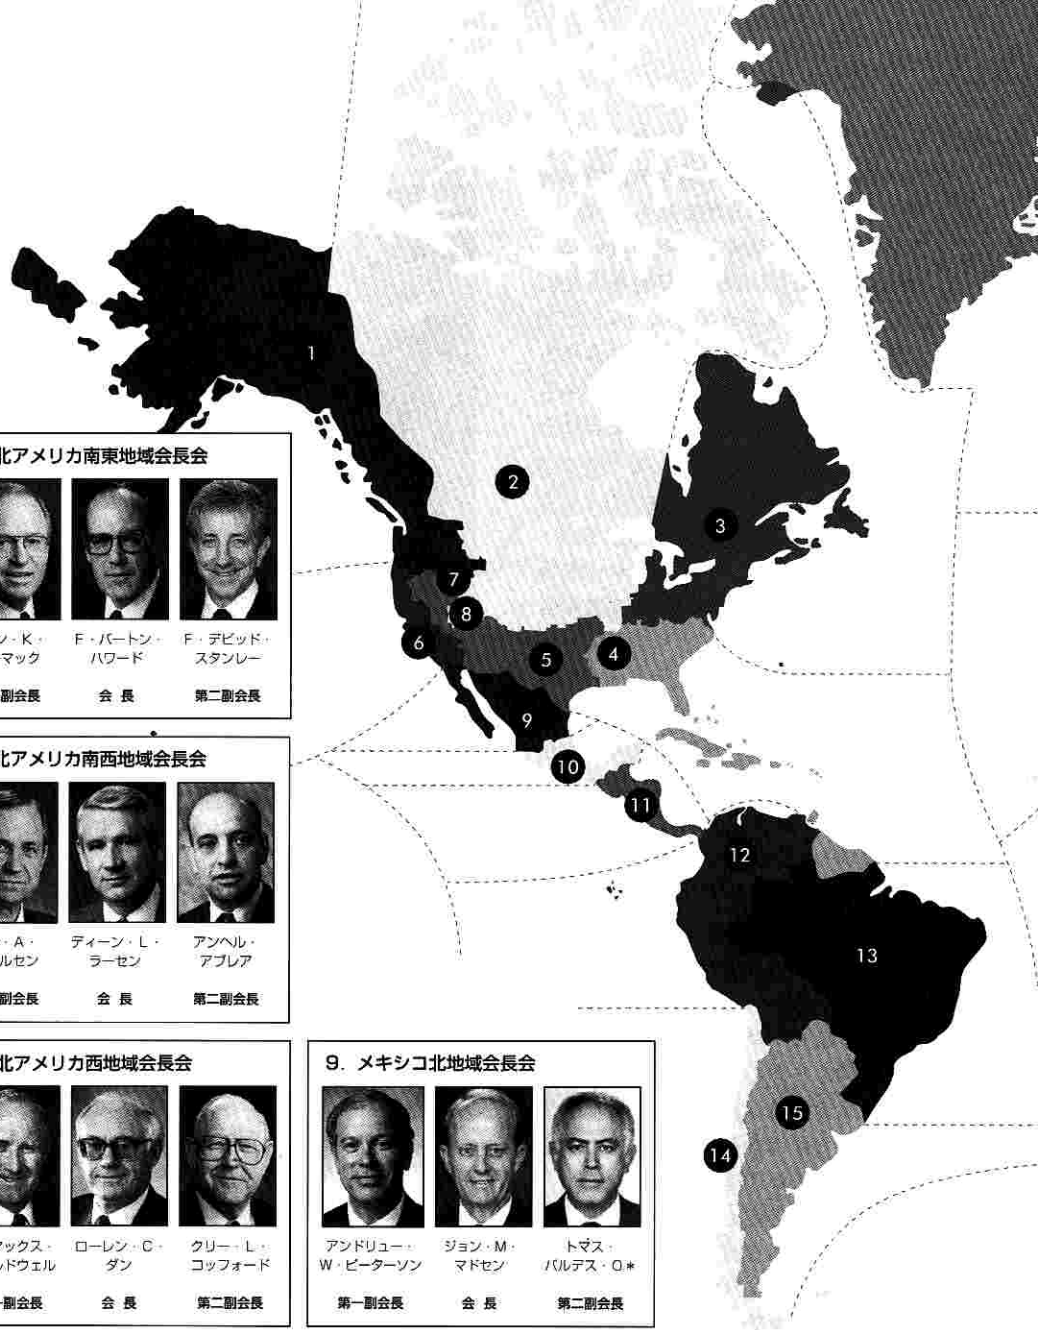 1
2
3
7
8
6
5
4
9
10
11
12
13
14
15
北アメリカ南東地域会長会
ン・K・
マック
副会長
F・バートン・
ハワード
会 長
F・デビッド・
スタンレー
第二副会長
北アメリカ南西地域会長会
・A・
ルセン
副会長
ディーン・L・
ラーセン
会 長
アンヘル・
アブレア
第二副会長
北アメリカ西地域会長会
ックス・
ドウェル
副会長
ローレン・C・
ダン
会 長
クリー・L・
コッフォード
第二副会長
9. メキシコ北地域会長会
アンドリュー・
W・ピーターソン
第一副会長
ジョン・M・
マドセン
会 長
トマス・
バルデス・O*
第二副会長